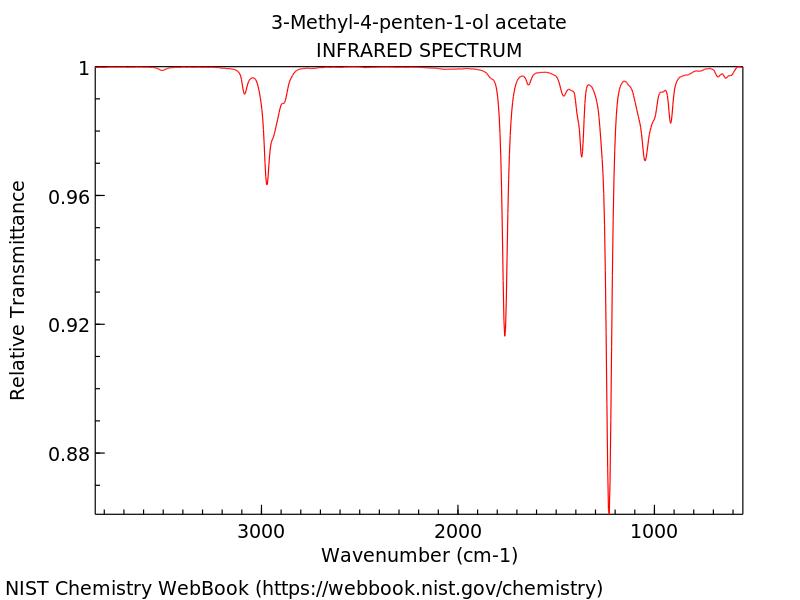 3-Methyl-4-penten-1-ol acetate
INFRARED SPECTRUM
1
0.96
0.92
0.88
Relative Transmittance
3000 2000 1000
Wavenumber (cm-1)
NIST Chemistry WebBook (https://webbook.nist.gov/chemistry)